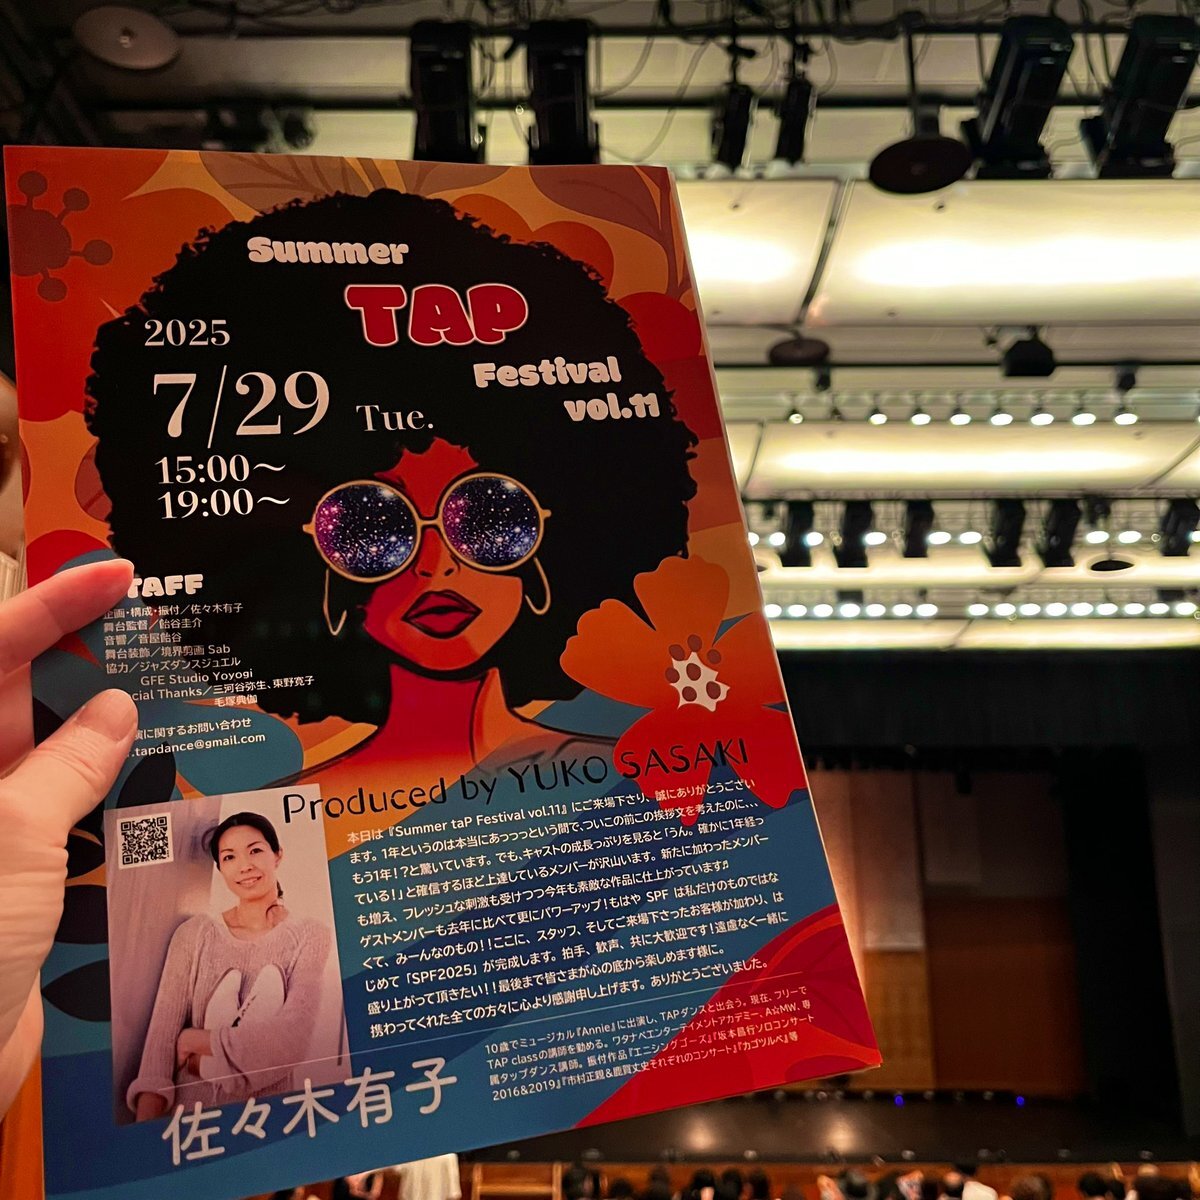 Summer
TAP
Festival
vol.11
2025
7/29 Tue.
15:00〜
19:00〜
TAFF
企画・構成・振付／佐々木有子
舞台監督／飴谷圭介
音響／音屋飴谷
舞台装飾／境界剪画 Sab
協力／ジャズダンスジュエル
GFE Studio Yoyogi
cial Thanks／三河谷弥生、東野寛子
毛塚典伽
演に関するお問い合わせ
.tapdance@gmail.com
Produced by YUKO SASAKI
本日は『Summer taP Festival vol.11』にご来場下さり、誠にありがとうござい
ます。1年というのは本当にあっつっという間で、ついこの前この挨拶文を考えたのに、、、
もう1年！？と驚いています。でも、キャストの成長っぷりを見ると「うん。確かに1年経っ
ている！」と確信するほど上達しているメンバーが沢山います。新たに加わったメンバー
も増え、フレッシュな刺激も受けつつ今年も素敵な作品に仕上がっています♬
ゲストメンバーも去年に比べて更にパワーアップ！もはや SPF は私だけのものではな
くて、みーんなのもの！！ここに、スタッフ、そしてご来場下さったお客様が加わり、は
じめて「SPF2025」が完成します。拍手、歓声、共に大歓迎です！遠慮なく一緒に
盛り上がって頂きたい！！最後まで皆さまが心の底から楽しめます様に。
携わってくれた全ての方々に心より感謝申し上げます。ありがとうございました。
佐々木有子
10歳でミュージカル『Annie』に出演し、TAPダンスと出会う。現在、フリーで
TAP classの講師を勤める。ワタナベエンターテイメントアカデミー、A☆MW、専
属タップダンス講師。振付作品『エニシングゴーズ』『坂本昌行ソロコンサート
2016&2019』『市村正親&鹿賀丈史それぞれのコンサート』『カゴツルベ』等